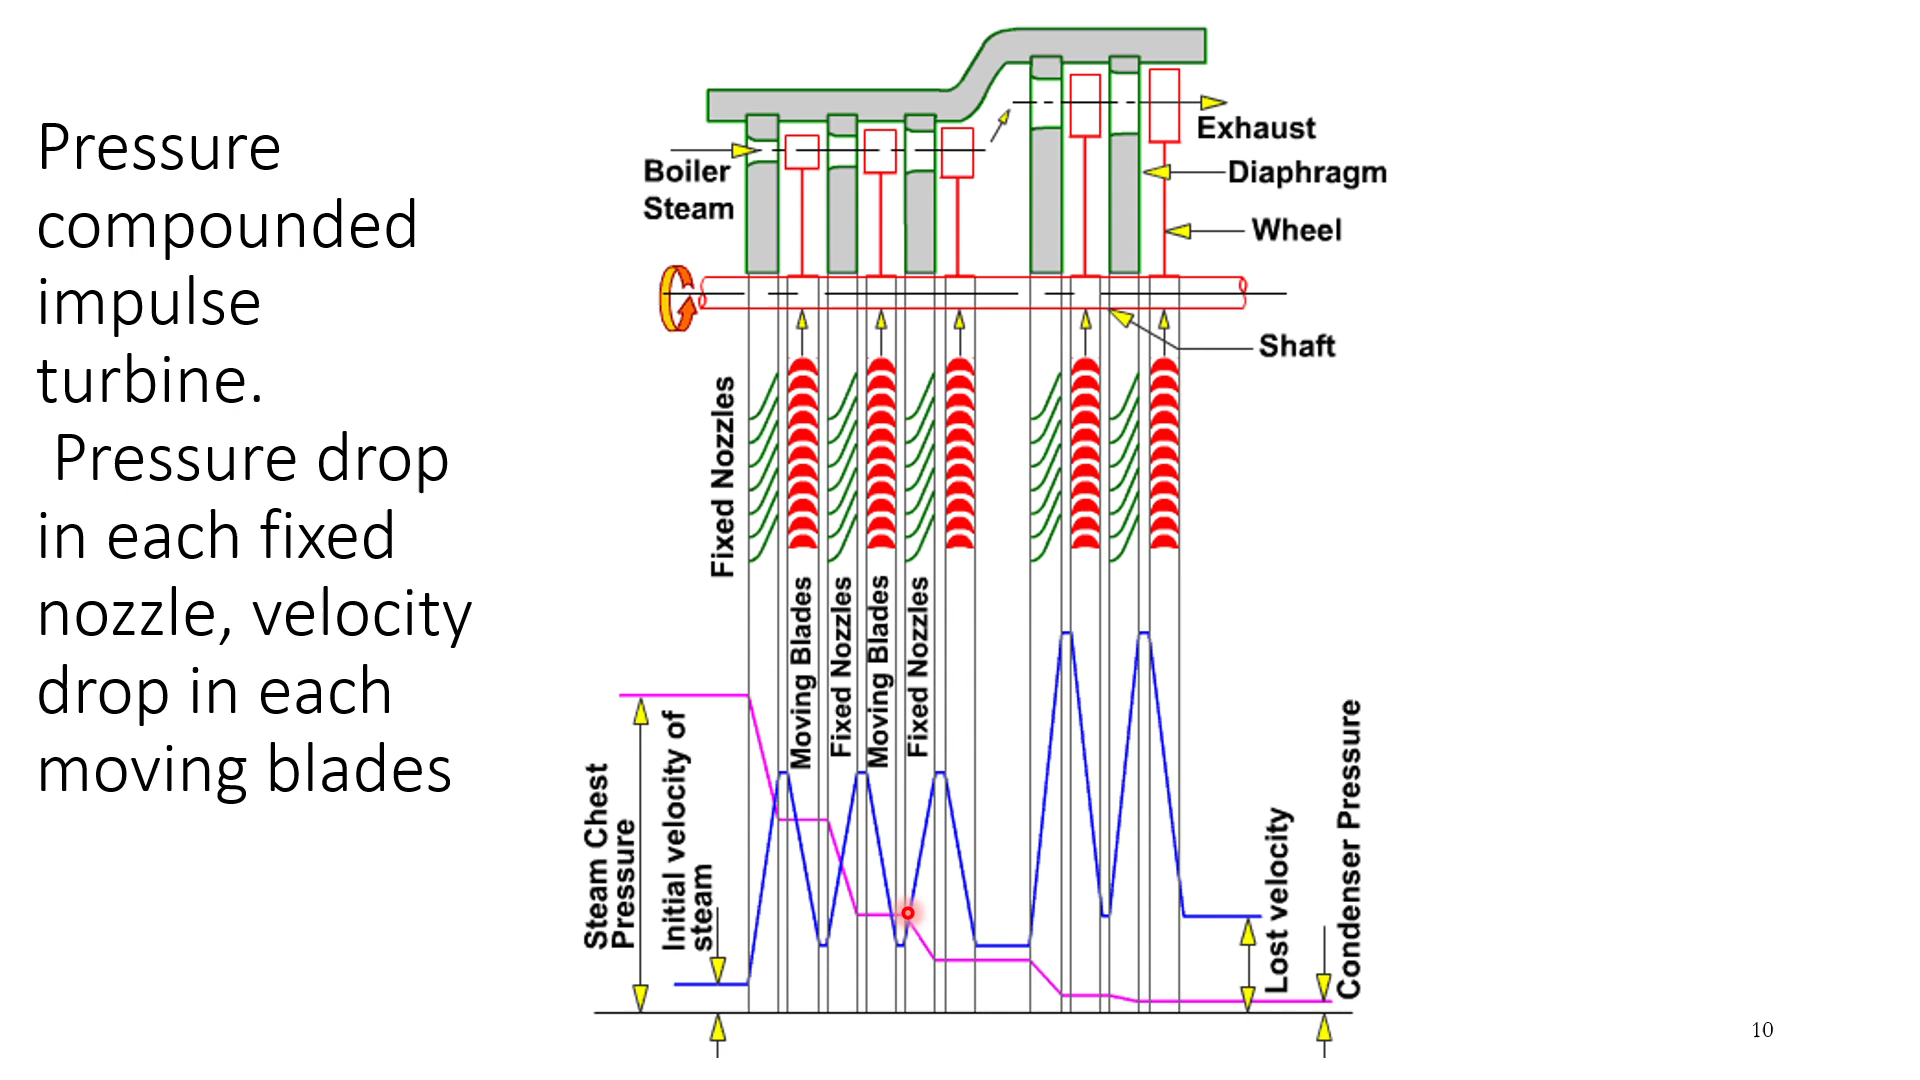 Pressure
compounded
impulse
turbine.
Pressure drop
in each fixed
nozzle, velocity
drop in each
moving blades
Boiler
Steam
Exhaust
Diaphragm
Wheel
Shaft
Fixed Nozzles
Moving Blades
Fixed Nozzles
Moving Blades
Fixed Nozzles
Steam Chest
Pressure
Initial velocity of
steam
Lost velocity
Condenser Pressure
10